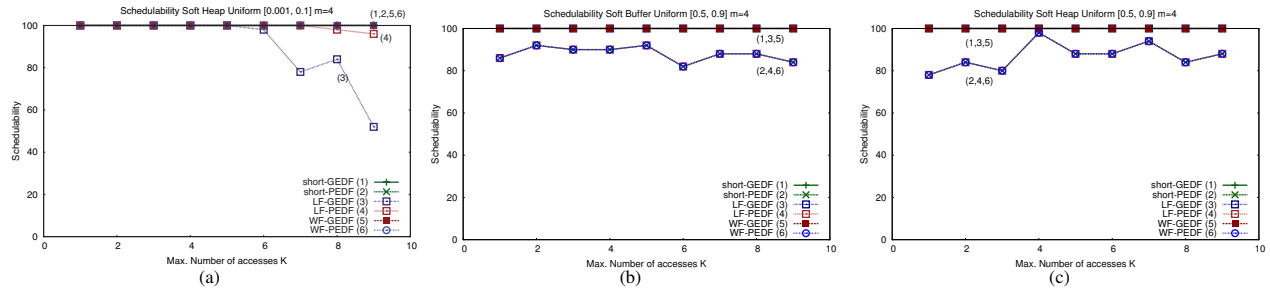 Schedulability Soft Heap Uniform [0.001, 0.1] m=4
(1,2,5,6)
(4)
(3)
Schedulability
100
80
60
40
20
0
short-GEDF (1)
short-PEDF (2)
LF-GEDF (3)
LF-PEDF (4)
WF-GEDF (5)
WF-PEDF (6)
0 2 4 6 8 10
Max. Number of accesses K
(a)
Schedulability Soft Buffer Uniform [0.5, 0.9] m=4
(1,3,5)
(2,4,6)
Schedulability
100
80
60
40
20
0
short-GEDF (1)
short-PEDF (2)
LF-GEDF (3)
LF-PEDF (4)
WF-GEDF (5)
WF-PEDF (6)
0 2 4 6 8 10
Max. Number of accesses K
(b)
Schedulability Soft Heap Uniform [0.5, 0.9] m=4
(1,3,5)
(2,4,6)
Schedulability
100
80
60
40
20
0
short-GEDF (1)
short-PEDF (2)
LF-GEDF (3)
LF-PEDF (4)
WF-GEDF (5)
WF-PEDF (6)
0 2 4 6 8 10
Max. Number of accesses K
(c)